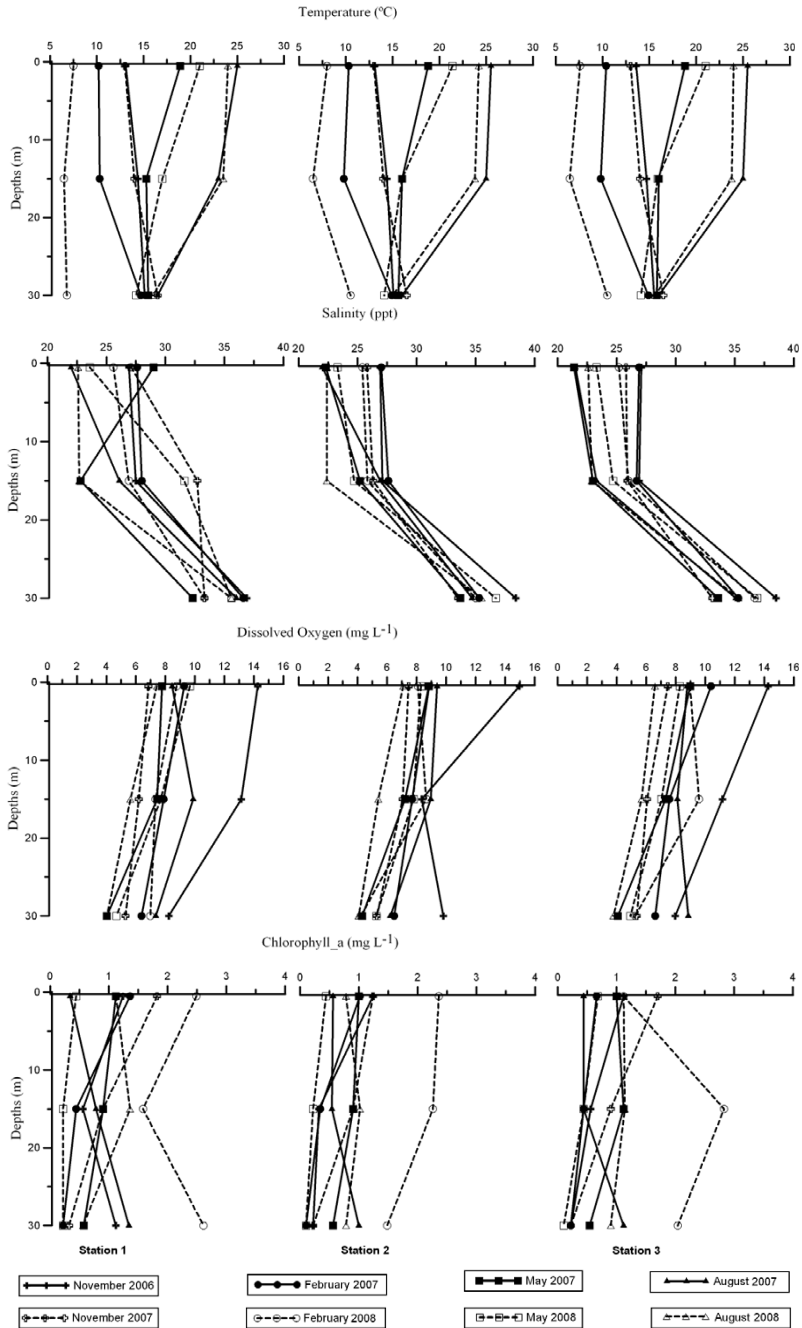 Temperature (ºC)
5 10 15 20 25 30 5 10 15 20 25 30 5 10 15 20 25 30
0
10
20
30
Depths (m)
Salinity (ppt)
20 25 30 35 40 20 25 30 35 40 20 25 30 35 40
0
10
20
30
Depths (m)
Dissolved Oxygen (mg L-1)
0 2 4 6 8 10 12 14 16 0 2 4 6 8 10 12 14 16 0 2 4 6 8 10 12 14 16
0
10
20
30
Depths (m)
Chlorophyll_a (mg L-1)
0 1 2 3 4 0 1 2 3 4 0 1 2 3 4
0
10
20
30
Depths (m)
Station 1 Station 2 Station 3
November 2006 February 2007 May 2007 August 2007
November 2007 February 2008 May 2008 August 2008